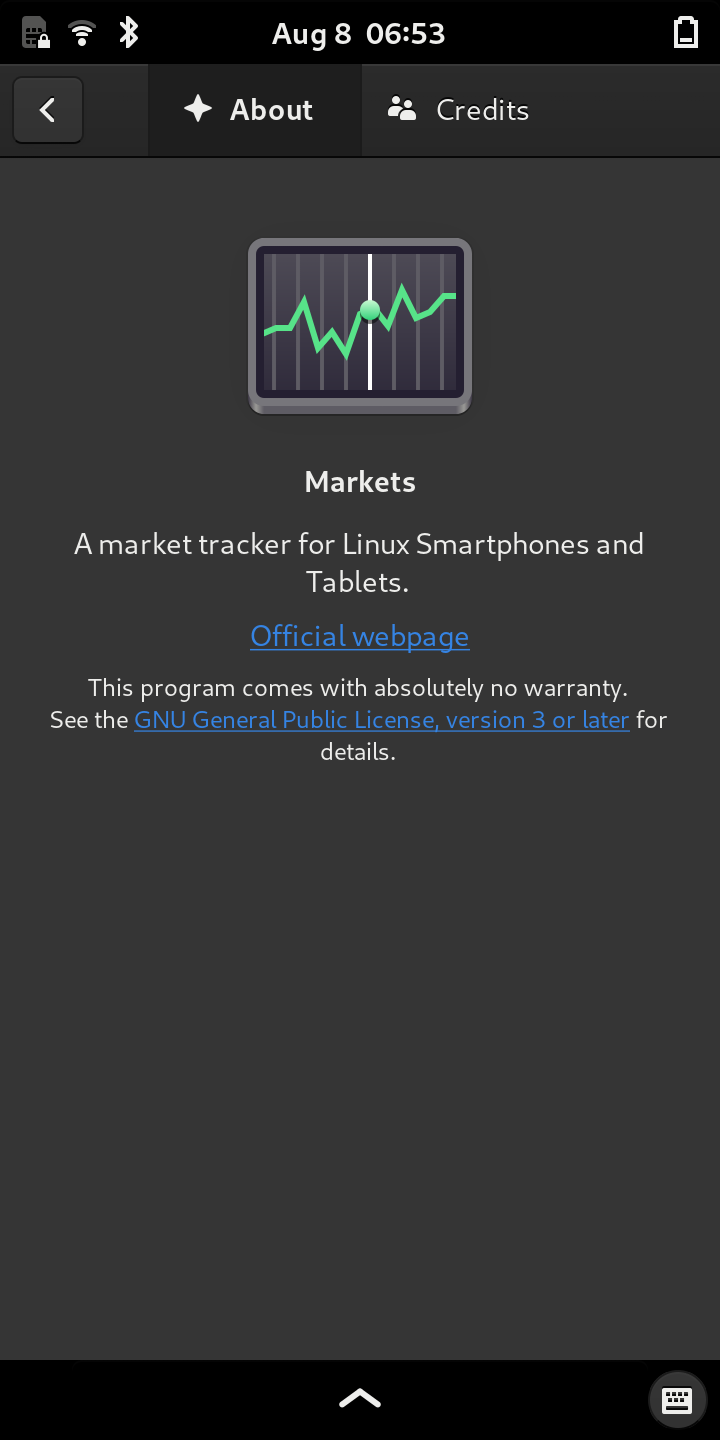 Aug 8 06:53
About
Credits
Markets
A market tracker for Linux Smartphones and
Tablets.
Official webpage
This program comes with absolutely no warranty.
See the GNU General Public License, version 3 or later for
details.